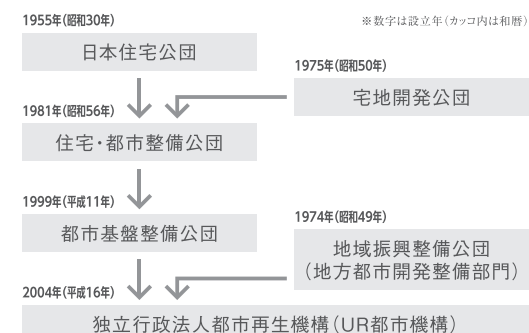 1955年(昭和30年)
※数字は設立年(カッコ内は和暦)
日本住宅公団
1975年(昭和50年)
宅地開発公団
1981年(昭和56年)
住宅・都市整備公団
1999年(平成11年)
都市基盤整備公団
1974年(昭和49年)
地域振興整備公団
(地方都市開発整備部門)
2004年(平成16年)
独立行政法人都市再生機構(UR都市機構)